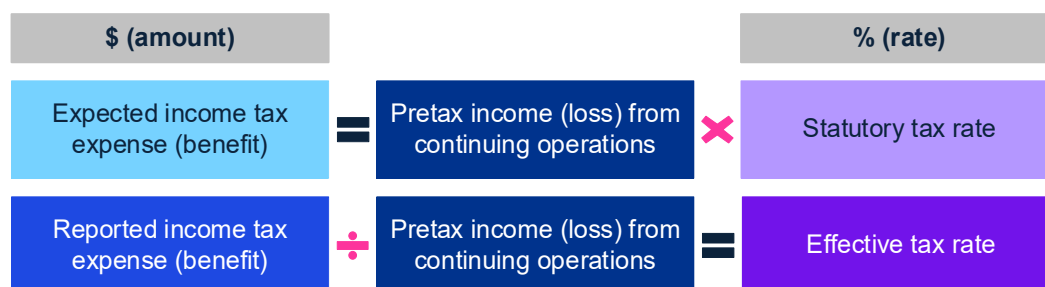 $ (amount)
% (rate)
Expected income tax
expense (benefit)
=
Pretax income (loss) from
continuing operations
×
Statutory tax rate
Reported income tax
expense (benefit)
÷
Pretax income (loss) from
continuing operations
=
Effective tax rate